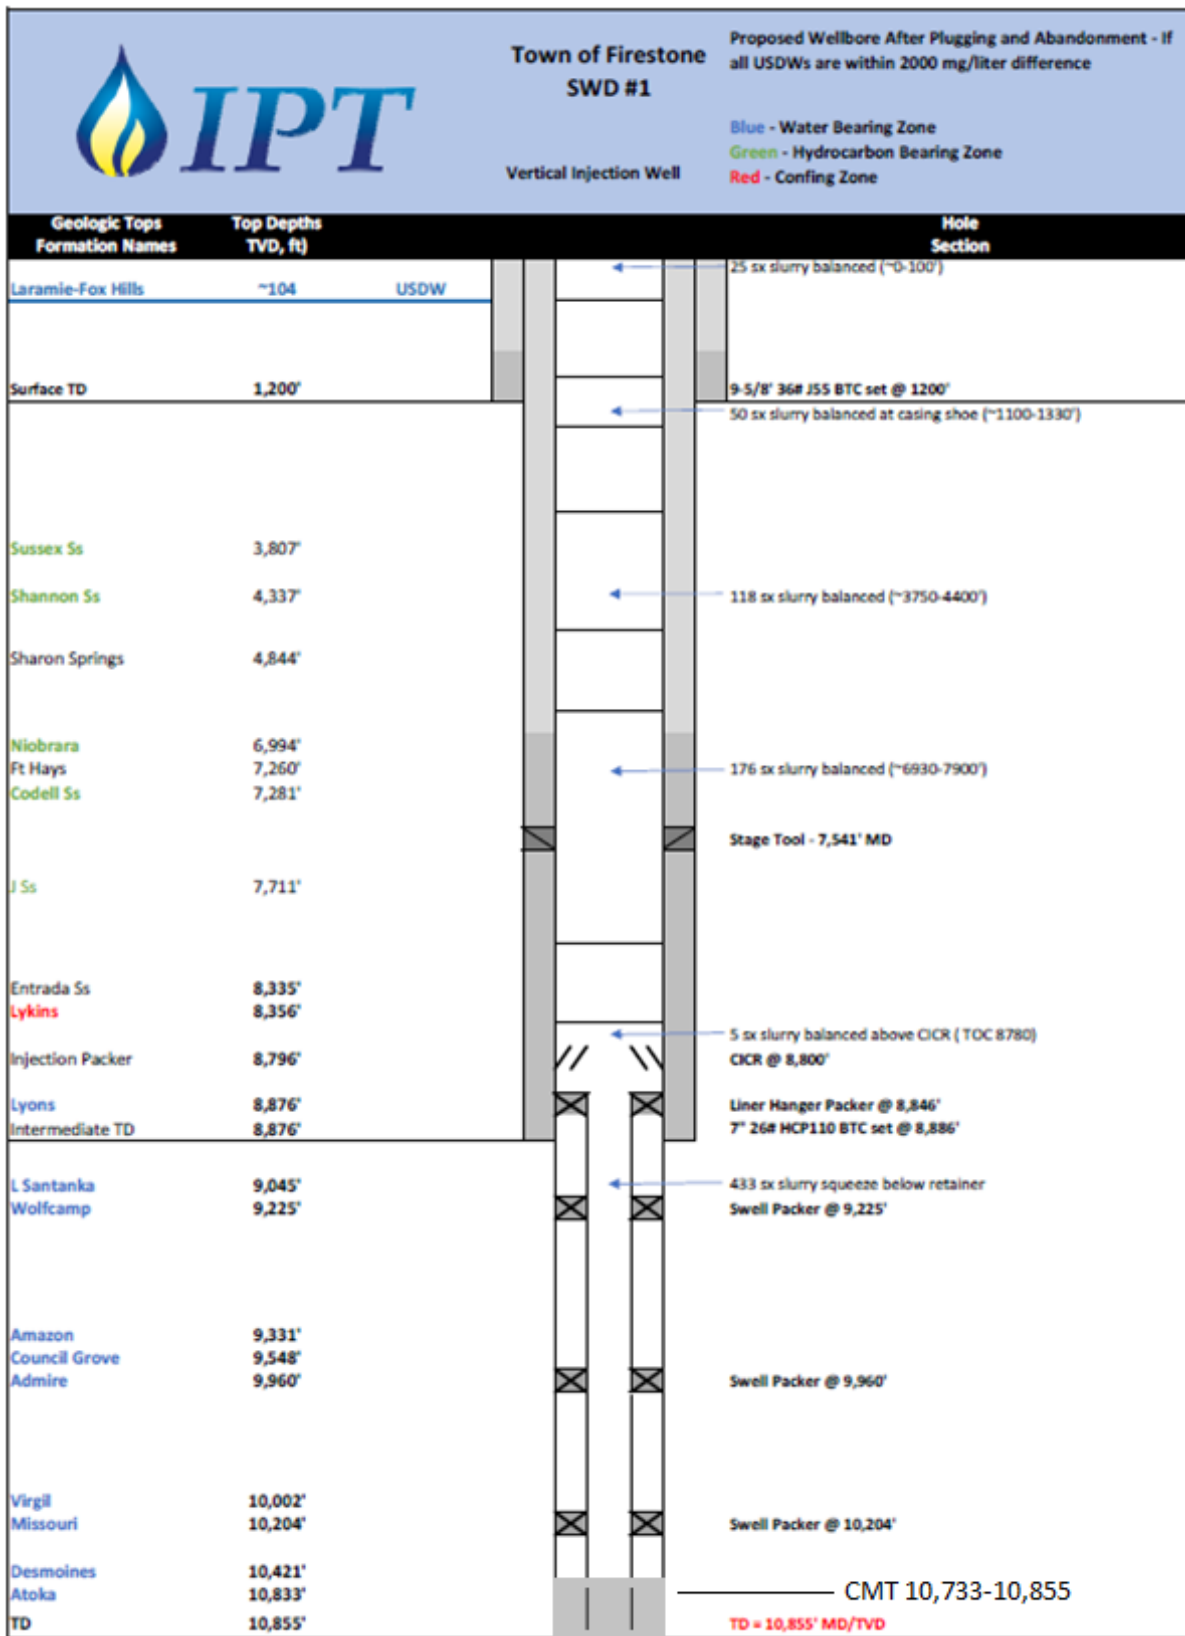 IPT
Town of Firestone
SWD #1
Vertical Injection Well
Proposed Wellbore After Plugging and Abandonment - If
all USDWs are within 2000 mg/liter difference
Blue - Water Bearing Zone
Green - Hydrocarbon Bearing Zone
Red - Confing Zone
Geologic Tops Top Depths Hole
Formation Names TVD, ft) Section
25 sx slurry balanced (~0-100')
Laramie-Fox Hills ~104 USDW
Surface TD 1,200' 9-5/8' 36# J55 BTC set @ 1200'
50 sx slurry balanced at casing shoe (~1100-1330')
Sussex Ss 3,807'
Shannon Ss 4,337' 118 sx slurry balanced (~3750-4400')
Sharon Springs 4,844'
Niobrara 6,994'
Ft Hays 7,260' 176 sx slurry balanced (~6930-7900')
Codell Ss 7,281'
Stage Tool - 7,541' MD
J Ss 7,711'
Entrada Ss 8,335'
Lykins 8,356'
5 sx slurry balanced above CICR ( TOC 8780)
Injection Packer 8,796' CICR @ 8,800'
Lyons 8,876' Liner Hanger Packer @ 8,846'
Intermediate TD 8,876' 7" 26# HCP110 BTC set @ 8,886'
L Santanka 9,045' 433 sx slurry squeeze below retainer
Wolfcamp 9,225' Swell Packer @ 9,225'
Amazon 9,331'
Council Grove 9,548'
Admire 9,960' Swell Packer @ 9,960'
Virgil 10,002'
Missouri 10,204' Swell Packer @ 10,204'
Desmoines 10,421'
Atoka 10,833' CMT 10,733-10,855
TD 10,855' TD = 10,855' MD/TVD